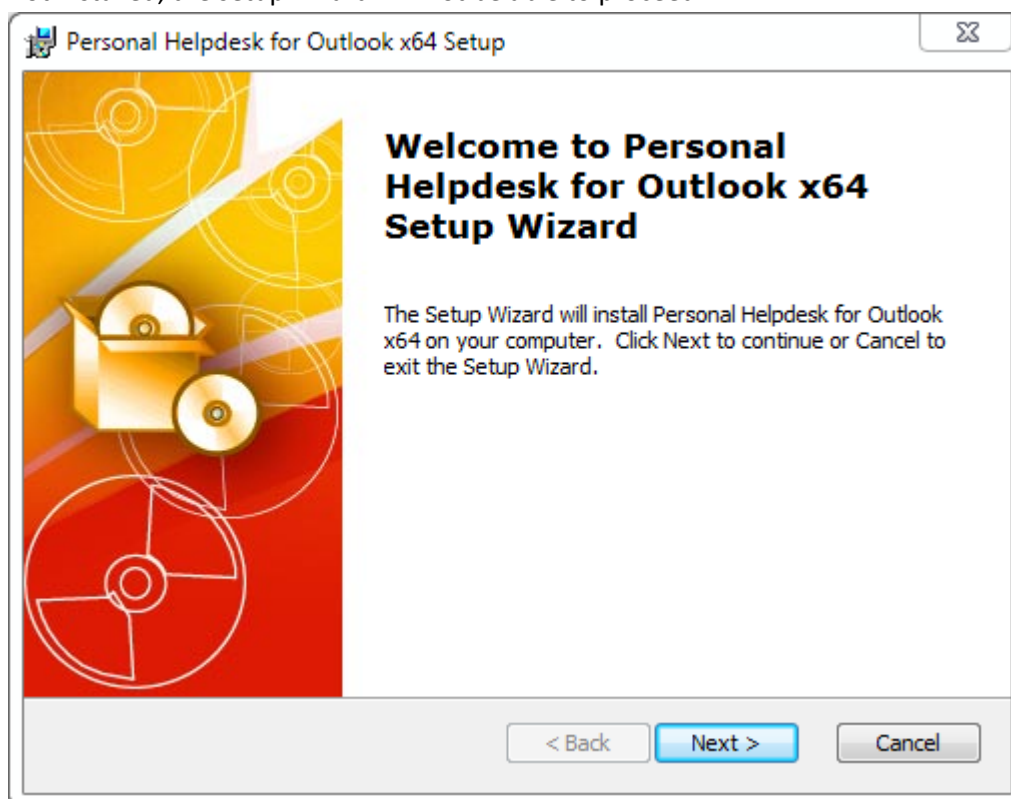 Personal Helpdesk for Outlook x64 Setup
Welcome to Personal
Helpdesk for Outlook x64
Setup Wizard
The Setup Wizard will install Personal Helpdesk for Outlook
x64 on your computer. Click Next to continue or Cancel to
exit the Setup Wizard.
< Back Next > Cancel